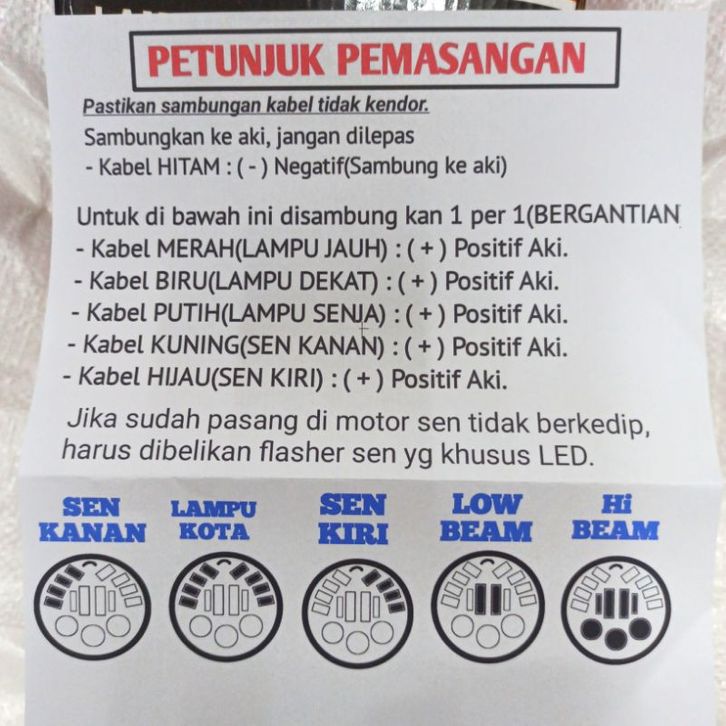 PETUNJUK PEMASANGAN
Pastikan sambungan kabel tidak kendor.
Sambungkan ke aki, jangan dilepas
- Kabel HITAM : ( - ) Negatif(Sambung ke aki)
Untuk di bawah ini disambung kan 1 per 1(BERGANTIAN
- Kabel MERAH(LAMPU JAUH) : ( + ) Positif Aki.
- Kabel BIRU(LAMPU DEKAT) : ( + ) Positif Aki.
- Kabel PUTIH(LAMPU SENJA) : ( + ) Positif Aki.
- Kabel KUNING(SEN KANAN) : ( + ) Positif Aki.
- Kabel HIJAU(SEN KIRI) : ( + ) Positif Aki.
Jika sudah pasang di motor sen tidak berkedip,
harus dibelikan flasher sen yg khusus LED.
SEN KANAN
LAMPU KOTA
SEN KIRI
LOW BEAM
Hi BEAM